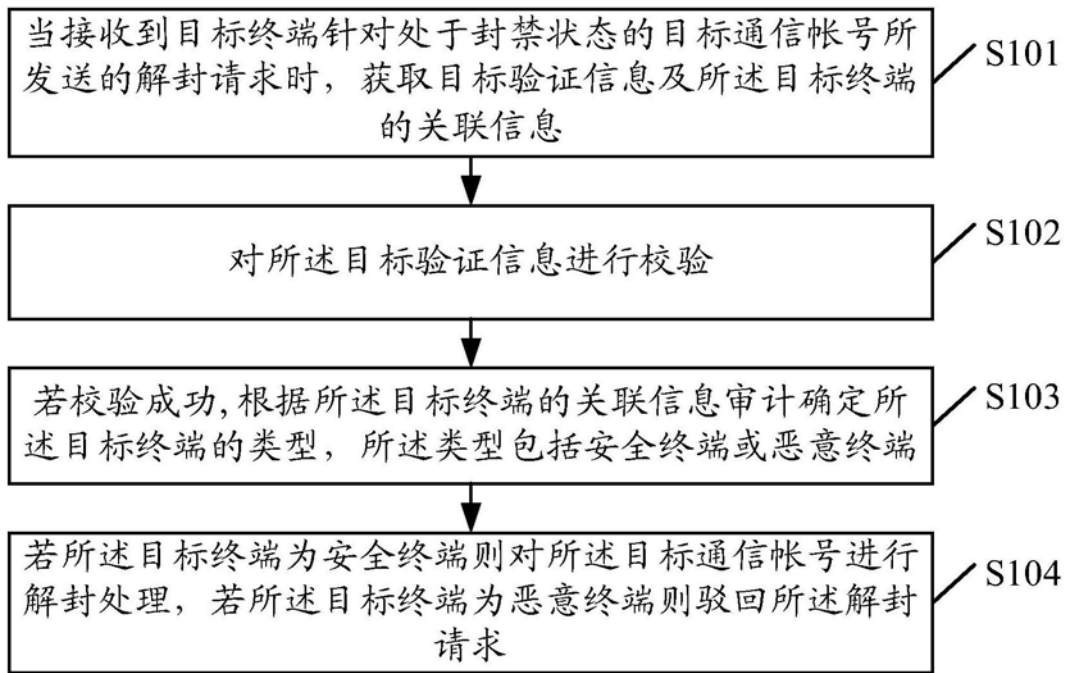 当接收到目标终端针对处于封禁状态的目标通信帐号所
发送的解封请求时，获取目标验证信息及所述目标终端
的关联信息
S101
对所述目标验证信息进行校验
S102
若校验成功,根据所述目标终端的关联信息审计确定所
述目标终端的类型，所述类型包括安全终端或恶意终端
S103
若所述目标终端为安全终端则对所述目标通信帐号进行
解封处理，若所述目标终端为恶意终端则驳回所述解封
请求
S104